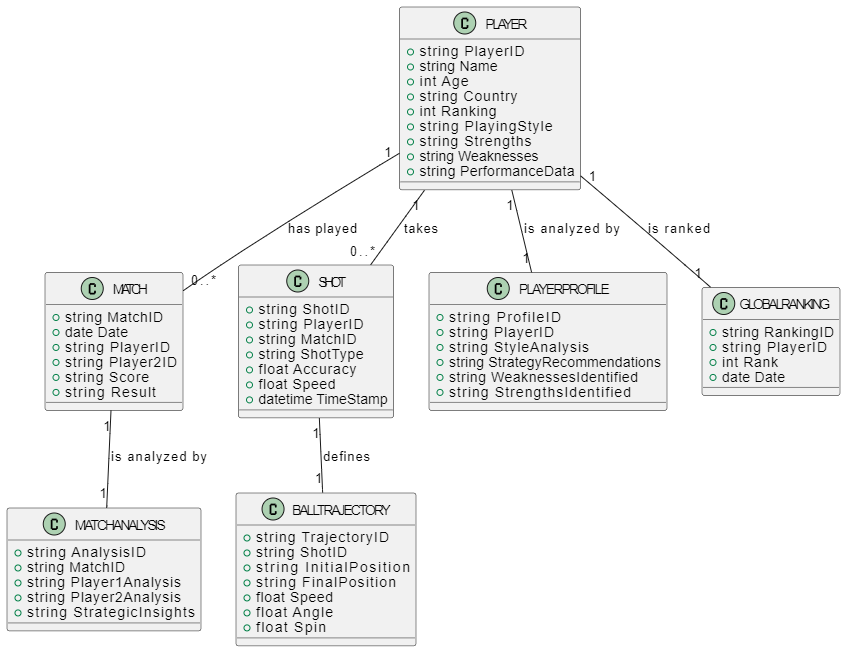 C PLAYER
string PlayerID
string Name
int Age
string Country
int Ranking
string PlayingStyle
string Strengths
string Weaknesses
string PerformanceData
1
1
1
1
has played
takes
is analyzed by
is ranked
0..*
0..*
1
1
C MATCH
string MatchID
date Date
string PlayerID
string Player2ID
string Score
string Result
C SHOT
string ShotID
string PlayerID
string MatchID
string ShotType
float Accuracy
float Speed
datetime TimeStamp
C PLAYERPROFILE
string ProfileID
string PlayerID
string StyleAnalysis
string StrategyRecommendations
string WeaknessesIdentified
string StrengthsIdentified
C GLOBALRANKING
string RankingID
string PlayerID
int Rank
date Date
1
is analyzed by
1
1
defines
1
C MATCHANALYSIS
string AnalysisID
string MatchID
string Player1Analysis
string Player2Analysis
string StrategicInsights
C BALLTRAJECTORY
string TrajectoryID
string ShotID
string InitialPosition
string FinalPosition
float Speed
float Angle
float Spin